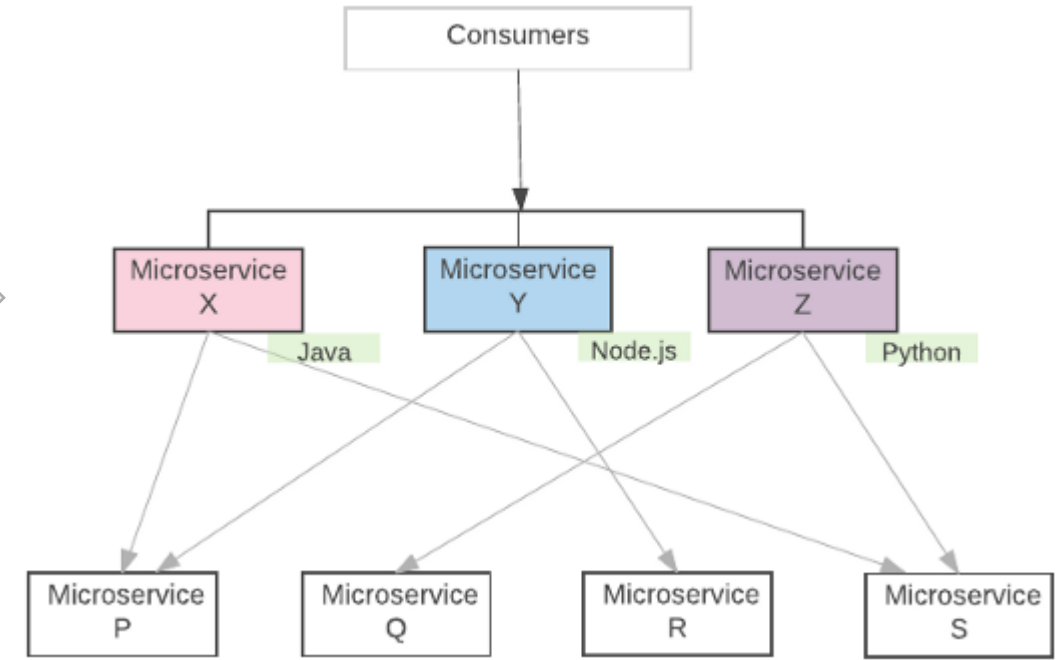 Consumers
Microservice
X
Microservice
Y
Microservice
Z
Java
Node.js
Python
Microservice
P
Microservice
Q
Microservice
R
Microservice
S